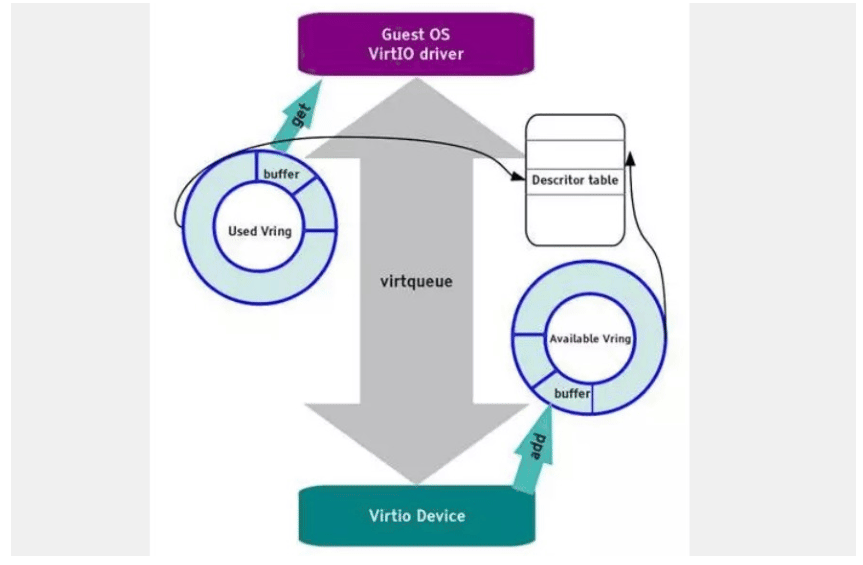 Guest OS
VirtIO driver
get
buffer
Used Vring
Descritor table
virtqueue
Available Vring
buffer
add
Virtio Device